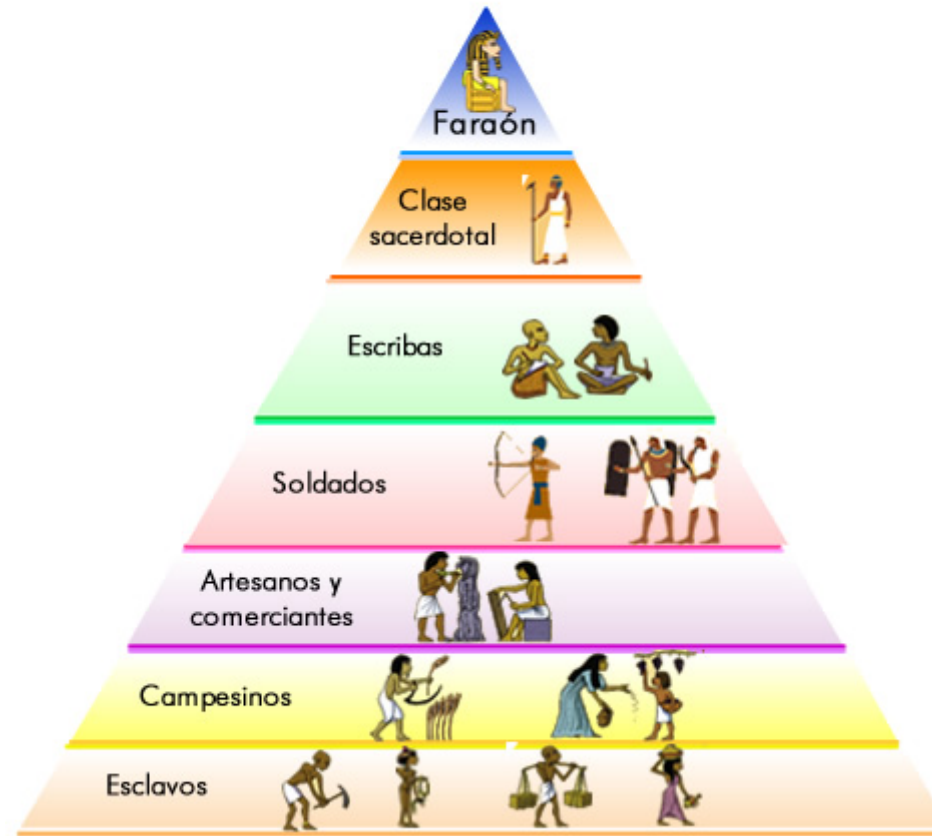 Faraón
Clase
sacerdotal
Escribas
Soldados
Artesanos y
comerciantes
Campesinos
Esclavos